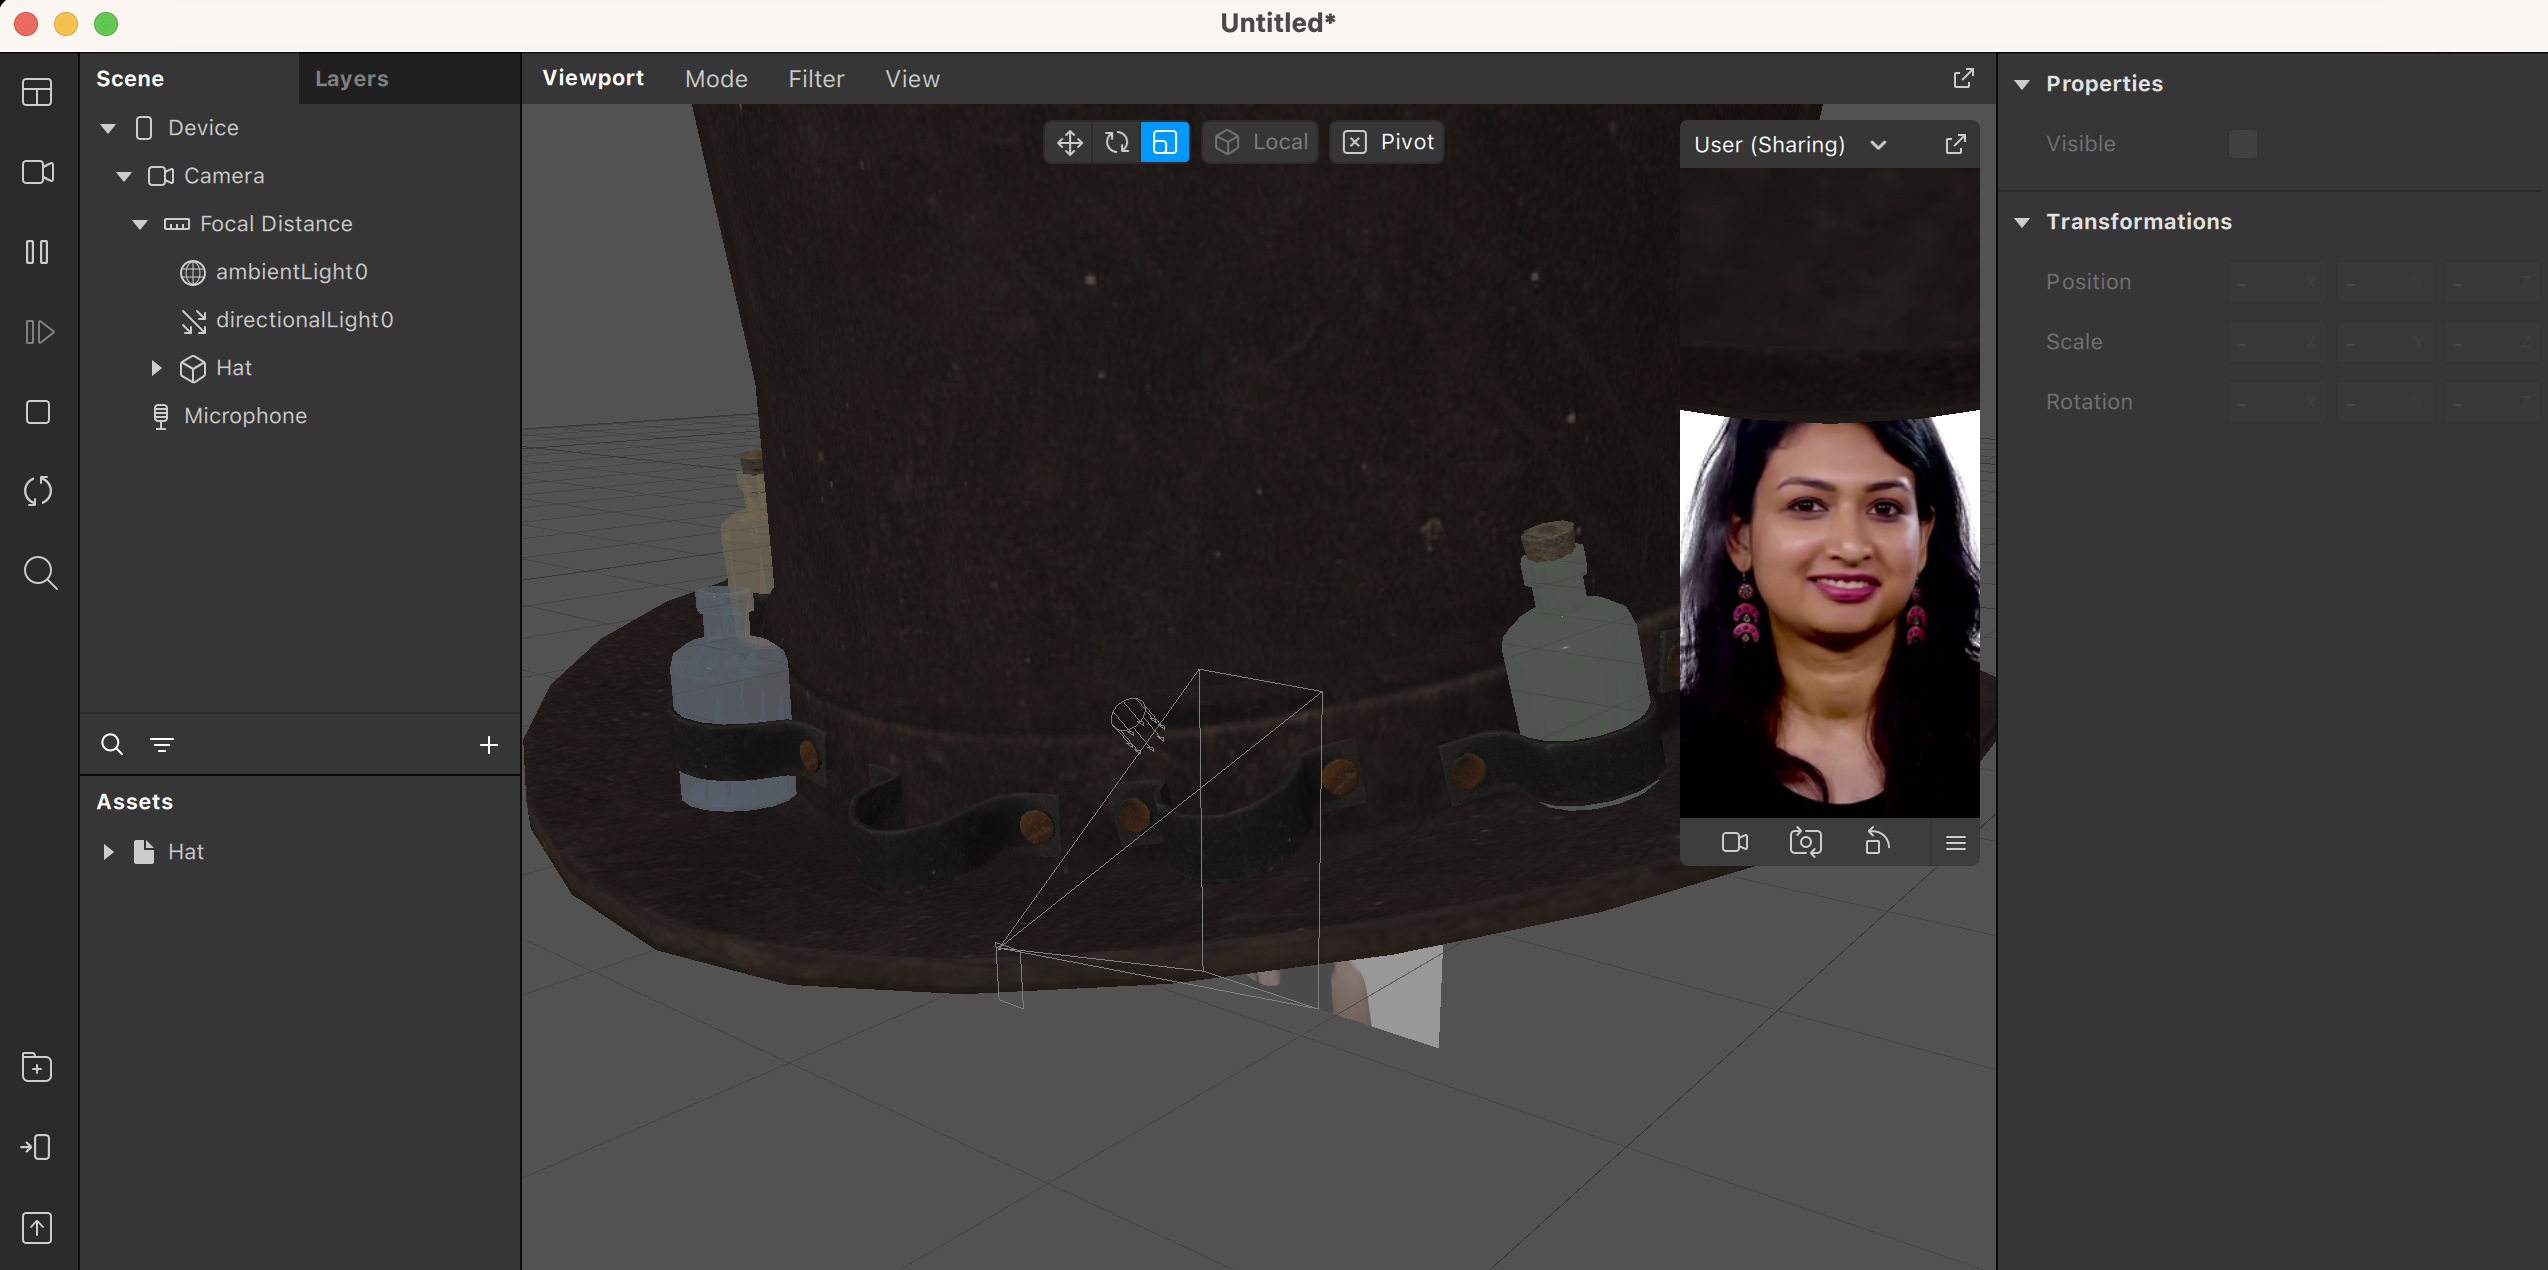 Untitled*
Scene
Layers
Device
Camera
Focal Distance
ambientLight0
directionalLight0
Hat
Microphone
Assets
Hat
Viewport
Mode
Filter
View
Local
Pivot
User (Sharing)
Properties
Visible
Transformations
Position - X - Y - Z
Scale - X - Y - Z
Rotation - X - Y - Z